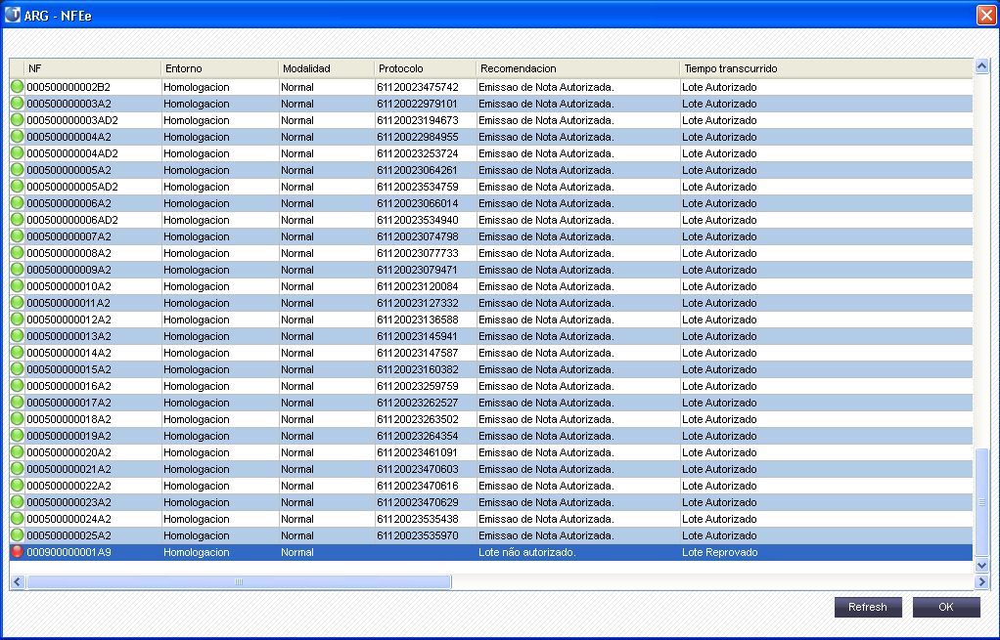 ARG - NFEe
NF Entorno Modalidad Protocolo Recomendacion Tiempo transcurrido
000500000002B2 Homologacion Normal 61120023475742 Emissao de Nota Autorizada. Lote Autorizado
000500000003A2 Homologacion Normal 61120022979101 Emissao de Nota Autorizada. Lote Autorizado
000500000003AD2 Homologacion Normal 61120023194673 Emissao de Nota Autorizada. Lote Autorizado
000500000004A2 Homologacion Normal 61120022984955 Emissao de Nota Autorizada. Lote Autorizado
000500000004AD2 Homologacion Normal 61120023253724 Emissao de Nota Autorizada. Lote Autorizado
000500000005A2 Homologacion Normal 61120023064261 Emissao de Nota Autorizada. Lote Autorizado
000500000005AD2 Homologacion Normal 61120023534759 Emissao de Nota Autorizada. Lote Autorizado
000500000006A2 Homologacion Normal 61120023066014 Emissao de Nota Autorizada. Lote Autorizado
000500000006AD2 Homologacion Normal 61120023534940 Emissao de Nota Autorizada. Lote Autorizado
000500000007A2 Homologacion Normal 61120023074798 Emissao de Nota Autorizada. Lote Autorizado
000500000008A2 Homologacion Normal 61120023077733 Emissao de Nota Autorizada. Lote Autorizado
000500000009A2 Homologacion Normal 61120023079471 Emissao de Nota Autorizada. Lote Autorizado
000500000010A2 Homologacion Normal 61120023120084 Emissao de Nota Autorizada. Lote Autorizado
000500000011A2 Homologacion Normal 61120023127332 Emissao de Nota Autorizada. Lote Autorizado
000500000012A2 Homologacion Normal 61120023136588 Emissao de Nota Autorizada. Lote Autorizado
000500000013A2 Homologacion Normal 61120023145941 Emissao de Nota Autorizada. Lote Autorizado
000500000014A2 Homologacion Normal 61120023147587 Emissao de Nota Autorizada. Lote Autorizado
000500000015A2 Homologacion Normal 61120023160382 Emissao de Nota Autorizada. Lote Autorizado
000500000016A2 Homologacion Normal 61120023259759 Emissao de Nota Autorizada. Lote Autorizado
000500000017A2 Homologacion Normal 61120023262527 Emissao de Nota Autorizada. Lote Autorizado
000500000018A2 Homologacion Normal 61120023263502 Emissao de Nota Autorizada. Lote Autorizado
000500000019A2 Homologacion Normal 61120023264354 Emissao de Nota Autorizada. Lote Autorizado
000500000020A2 Homologacion Normal 61120023461091 Emissao de Nota Autorizada. Lote Autorizado
000500000021A2 Homologacion Normal 61120023470603 Emissao de Nota Autorizada. Lote Autorizado
000500000022A2 Homologacion Normal 61120023470616 Emissao de Nota Autorizada. Lote Autorizado
000500000023A2 Homologacion Normal 61120023470629 Emissao de Nota Autorizada. Lote Autorizado
000500000024A2 Homologacion Normal 61120023535438 Emissao de Nota Autorizada. Lote Autorizado
000500000025A2 Homologacion Normal 61120023535970 Emissao de Nota Autorizada. Lote Autorizado
000900000001A9 Homologacion Normal Lote não autorizado. Lote Reprovado
Refresh OK